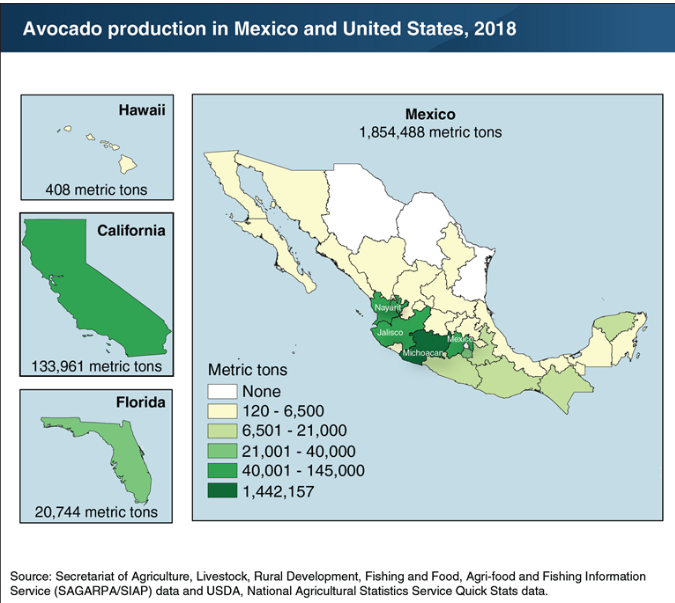 Avocado production in Mexico and United States, 2018
Hawaii
408 metric tons
California
133,961 metric tons
Florida
20,744 metric tons
Mexico
1,854,488 metric tons
Nayarit
Jalisco
Mexico
Michoacan
Metric tons
None
120 - 6,500
6,501 - 21,000
21,001 - 40,000
40,001 - 145,000
1,442,157
Source: Secretariat of Agriculture, Livestock, Rural Development, Fishing and Food, Agri-food and Fishing Information
Service (SAGARPA/SIAP) data and USDA, National Agricultural Statistics Service Quick Stats data.